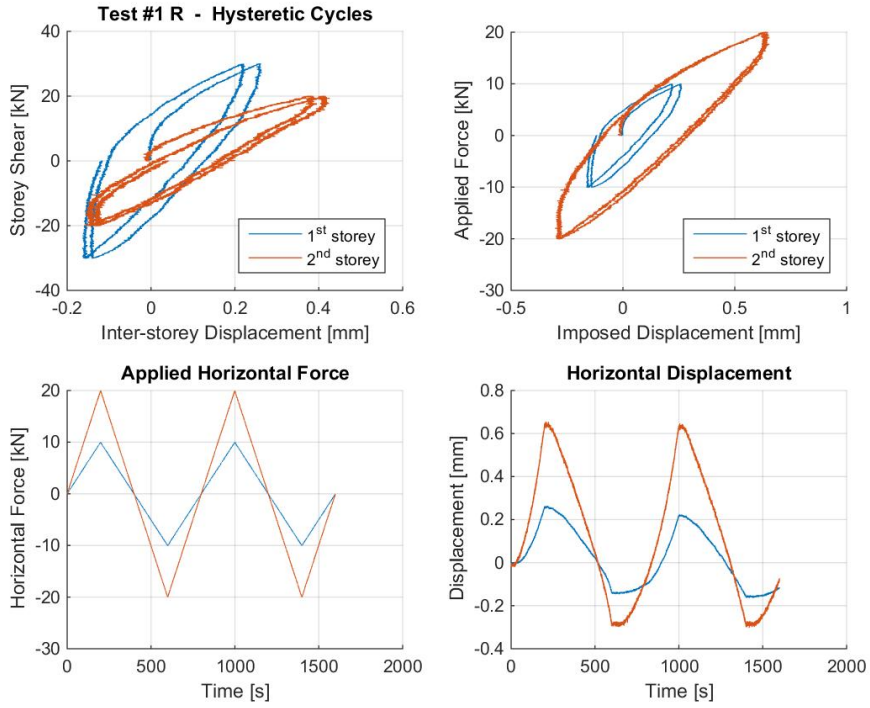 Test #1 R - Hysteretic Cycles
40
20
0
-20
-40
Storey Shear [kN]
1st storey
2nd storey
-0.2 0 0.2 0.4 0.6
Inter-storey Displacement [mm]
20
10
0
-10
-20
-30
Applied Force [kN]
1st storey
2nd storey
-0.5 0 0.5 1
Imposed Displacement [mm]
Applied Horizontal Force
20
10
0
-10
-20
-30
Horizontal Force [kN]
0 500 1000 1500 2000
Time [s]
Horizontal Displacement
0.8
0.6
0.4
0.2
0
-0.2
-0.4
Displacement [mm]
0 500 1000 1500 2000
Time [s]